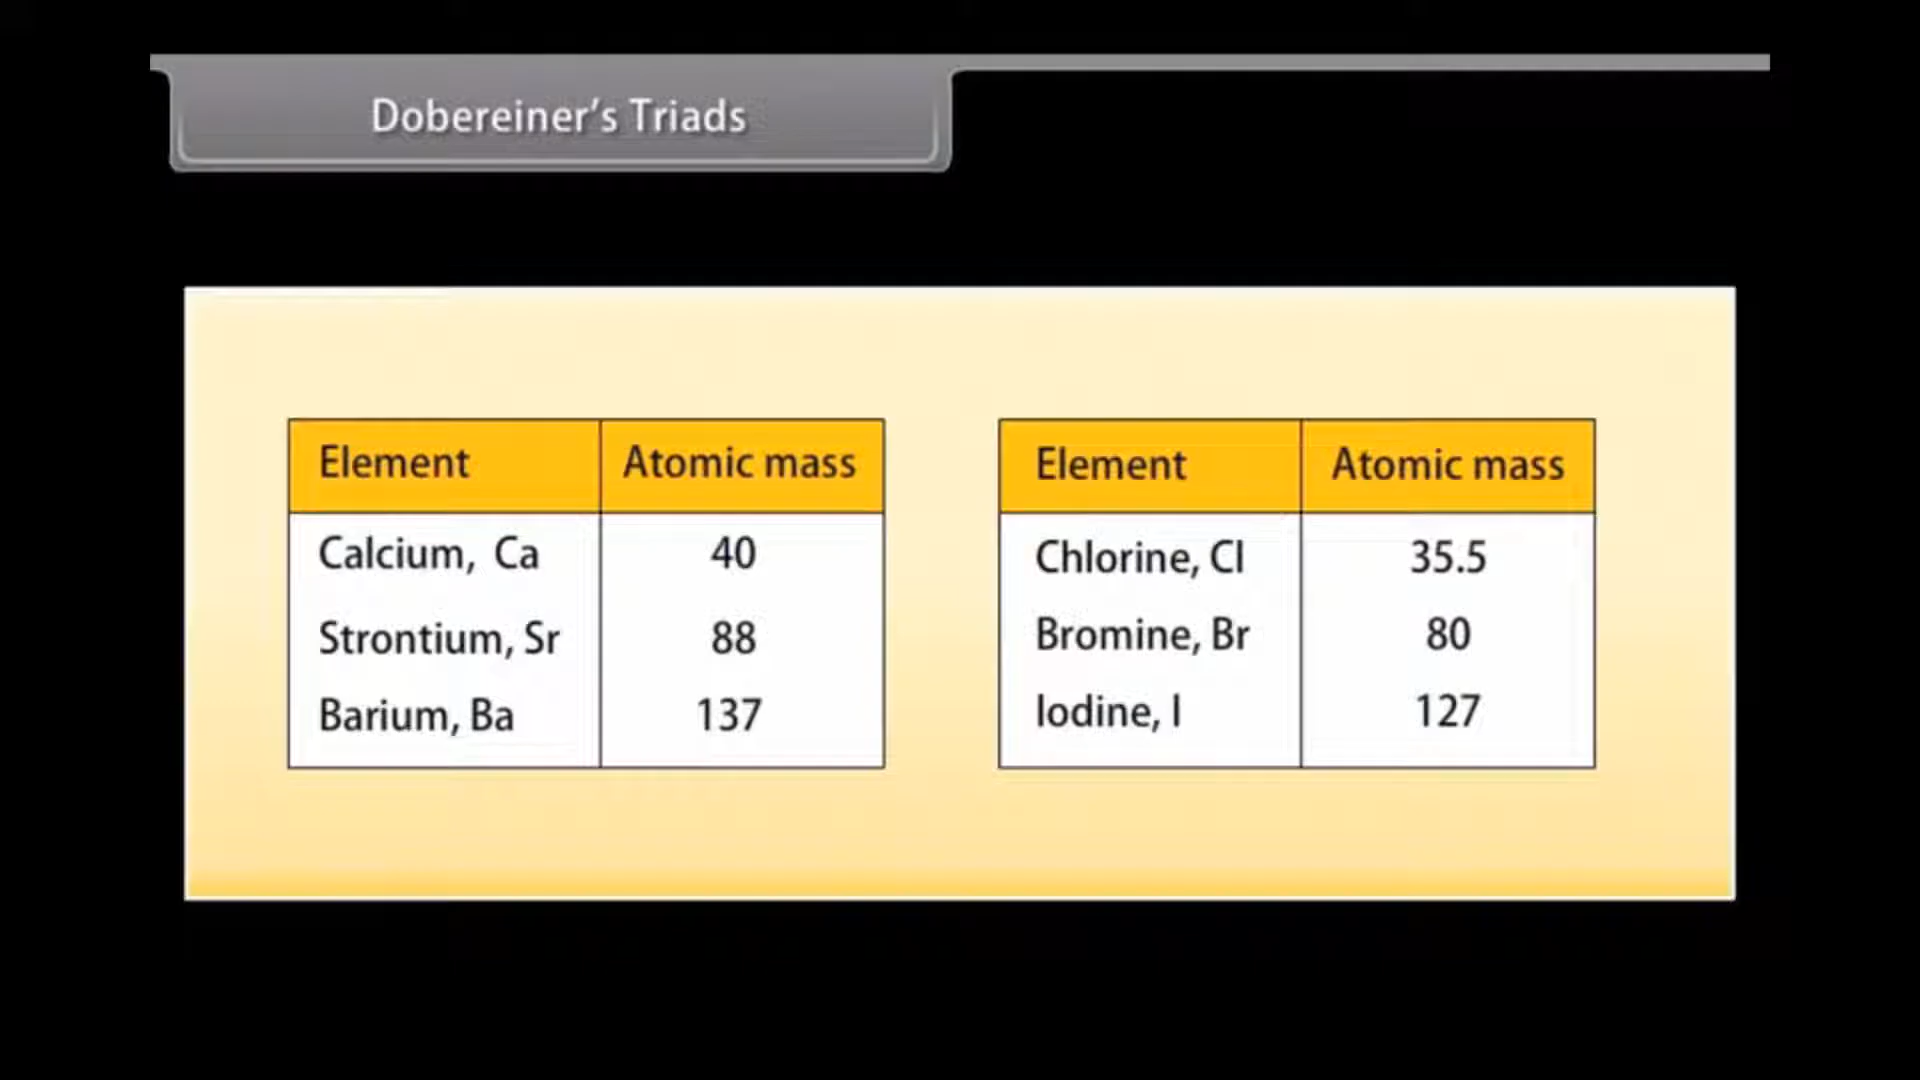 Dobereiner's Triads
Element Atomic mass
Calcium, Ca 40
Strontium, Sr 88
Barium, Ba 137
Element Atomic mass
Chlorine, Cl 35.5
Bromine, Br 80
Iodine, I 127